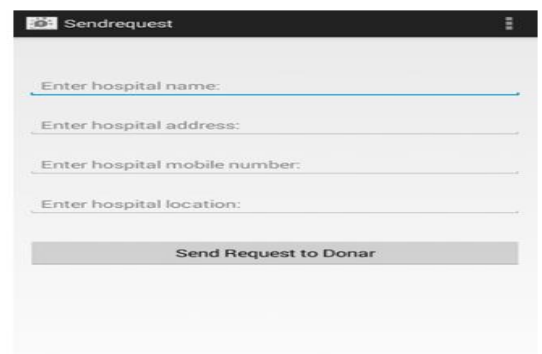 Sendrequest
Enter hospital name:
Enter hospital address:
Enter hospital mobile number:
Enter hospital location:
Send Request to Donar